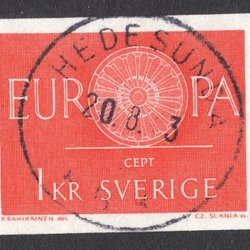 HEDESUNDA
EUROPA
20.8.
3
CEPT
1 KR SVERIGE
P. RAHIKAINEN del.
CZ. SLANIA sc.